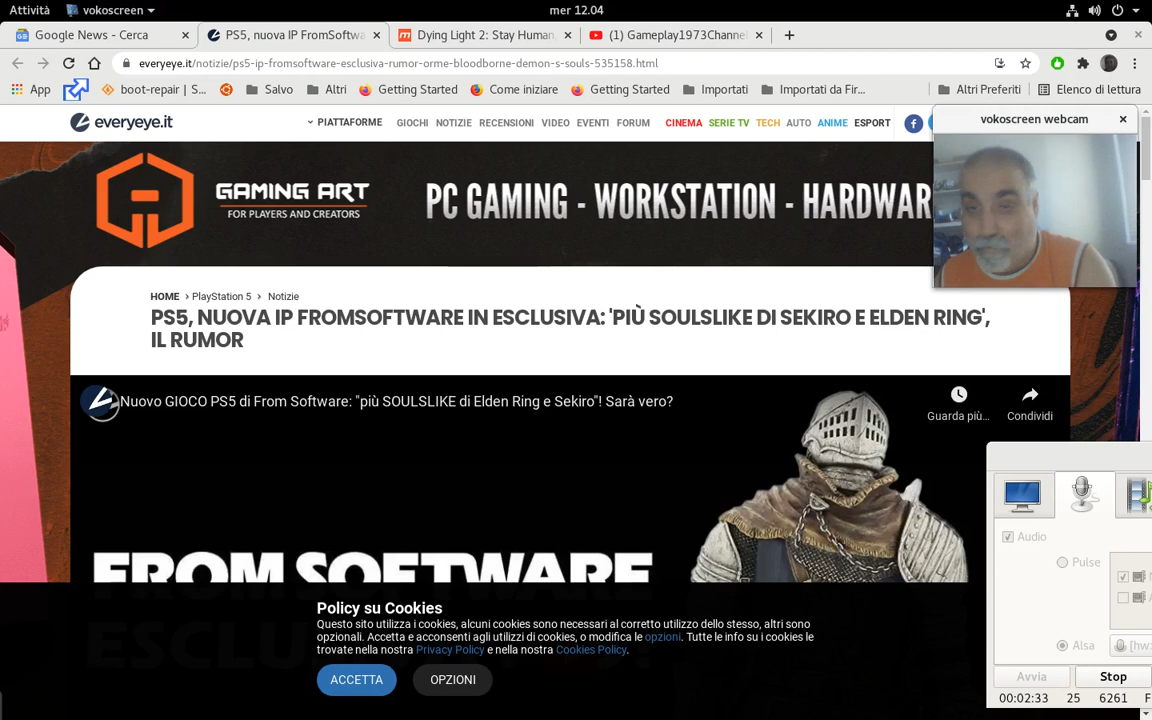 Attività vokoscreen mer 12.04
Google News - Cerca PS5, nuova IP FromSoftwa Dying Light 2: Stay Human, (1) Gameplay1973Channel
everyeye.it/notizie/ps5-ip-fromsoftware-esclusiva-rumor-orme-bloodborne-demon-s-souls-535158.html
App boot-repair | S... Salvo Altri Getting Started Come iniziare Getting Started Importati Importati da Fir... Altri Preferiti Elenco di lettura
everyeye.it PIATTAFORME GIOCHI NOTIZIE RECENSIONI VIDEO EVENTI FORUM CINEMA SERIE TV TECH AUTO ANIME ESPORT
vokoscreen webcam
GAMING ART
FOR PLAYERS AND CREATORS
PC GAMING - WORKSTATION - HARDWAR
HOME > PlayStation 5 > Notizie
PS5, NUOVA IP FROMSOFTWARE IN ESCLUSIVA: 'PIÙ SOULSLIKE DI SEKIRO E ELDEN RING',
IL RUMOR
Nuovo GIOCO PS5 di From Software: "più SOULSLIKE di Elden Ring e Sekiro"! Sarà vero?
Guarda più... Condividi
FROM SOFTWARE
Policy su Cookies
Questo sito utilizza i cookies, alcuni cookies sono necessari al corretto utilizzo dello stesso, altri sono
opzionali. Accetta e acconsenti agli utilizzi di cookies, o modifica le opzioni. Tutte le info su i cookies le
trovate nella nostra Privacy Policy e nella nostra Cookies Policy.
ACCETTA OPZIONI
Audio
Pulse
Alsa [hw:
Avvia Stop
00:02:33 25 6261 F